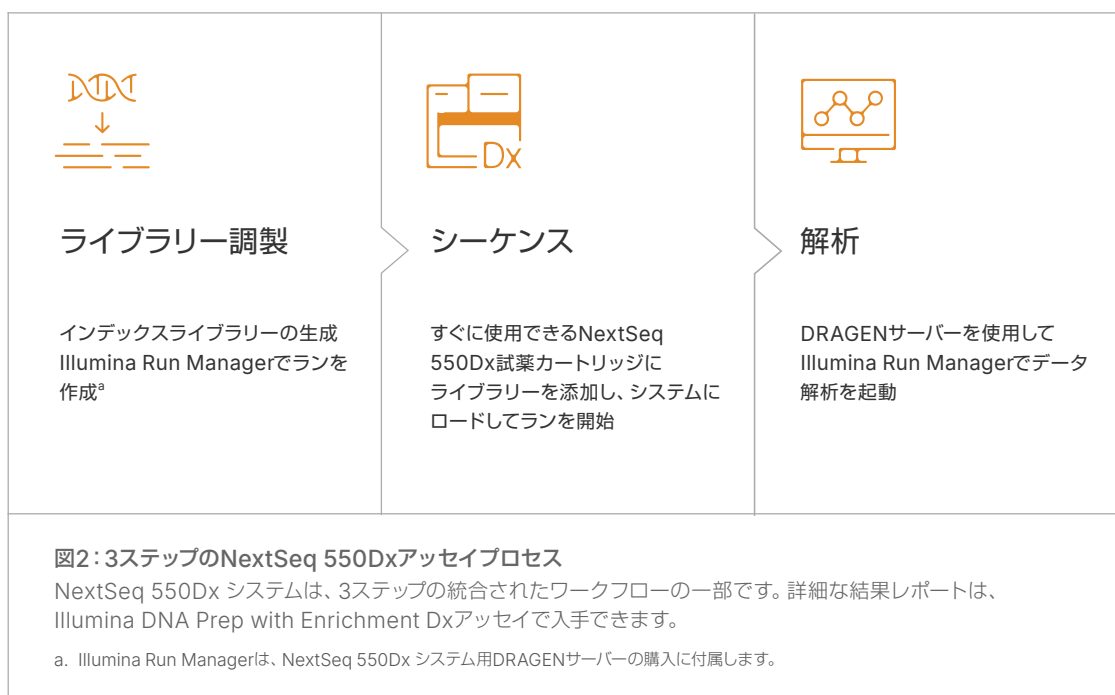 Dx
ライブラリー調製
インデックスライブラリーの生成
Illumina Run Managerでランを
作成a
シーケンス
すぐに使用できるNextSeq
550Dx試薬カートリッジに
ライブラリーを添加し、システムに
ロードしてランを開始
解析
DRAGENサーバーを使用して
Illumina Run Managerでデータ
解析を起動
図2：3ステップのNextSeq 550Dxアッセイプロセス
NextSeq 550Dx システムは、3ステップの統合されたワークフローの一部です。詳細な結果レポートは、
Illumina DNA Prep with Enrichment Dxアッセイで入手できます。
a. Illumina Run Managerは、NextSeq 550Dx システム用DRAGENサーバーの購入に付属します。